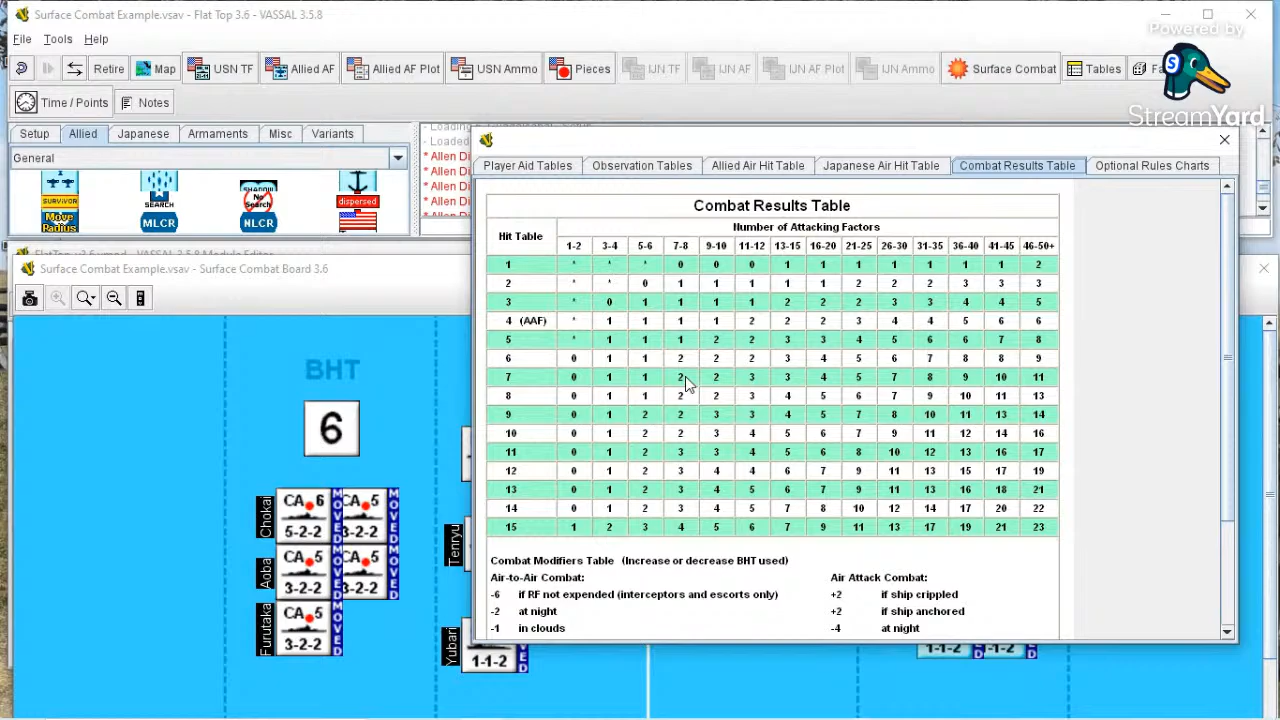 Surface Combat Example.vsav - Flat Top 3.6 - VASSAL 3.5.8
Powered by
File Tools Help
Retire Map USN TF Allied AF Allied AF Plot USN Ammo Pieces IJN TF IJN AF IJN AF Plot IJN Ammo Surface Combat Tables
StreamYard
Time / Points Notes
Setup Allied Japanese Armaments Misc Variants
General
SURVIVOR SEARCH No Search dispersed
Move Radius MLCR NLCR
Loaded
* Allen Di
* Allen Di
* Allen Di
* Allen Di
Player Aid Tables Observation Tables Allied Air Hit Table Japanese Air Hit Table Combat Results Table Optional Rules Charts
Combat Results Table
Hit Table Number of Attacking Factors
1-2 3-4 5-6 7-8 9-10 11-12 13-15 16-20 21-25 26-30 31-35 36-40 41-45 46-50+
1 * * * 0 0 0 1 1 1 1 1 1 1 2
2 * * 0 1 1 1 1 1 2 2 2 3 3 3
3 * 0 1 1 1 1 2 2 2 3 3 4 4 5
4 (AAF) * 1 1 1 1 2 2 2 3 4 4 5 6 6
5 * 1 1 1 2 2 3 3 4 5 6 6 7 8
6 0 1 1 2 2 2 3 4 5 6 7 8 8 9
7 0 1 1 2 2 3 3 4 5 7 8 9 10 11
8 0 1 1 2 2 3 4 5 6 7 9 10 11 13
9 0 1 2 2 3 3 4 5 7 8 10 11 13 14
10 0 1 2 2 3 4 5 6 7 9 11 12 14 16
11 0 1 2 3 3 4 5 6 8 10 12 13 16 17
12 0 1 2 3 4 4 6 7 9 11 13 15 17 19
13 0 1 2 3 4 5 6 7 9 11 13 16 18 21
14 0 1 2 3 4 5 7 8 10 12 14 17 20 22
15 1 2 3 4 5 6 7 9 11 13 17 19 21 23
Combat Modifiers Table (Increase or decrease BHT used)
Air-to-Air Combat: Air Attack Combat:
-6 if RF not expended (interceptors and escorts only) +2 if ship crippled
-2 at night +2 if ship anchored
-1 in clouds -4 at night
Surface Combat Example.vsav - Surface Combat Board 3.6
BHT
6
Chokai CA 6 5-2-2 MOVED CA 5 3-2-2 MOVED
Aoba CA 5 3-2-2 MOVED CA 5 3-2-2 MOVED
Furutaka CA 5 3-2-2 MOVED
Tenryu
Yubari 1-1-2